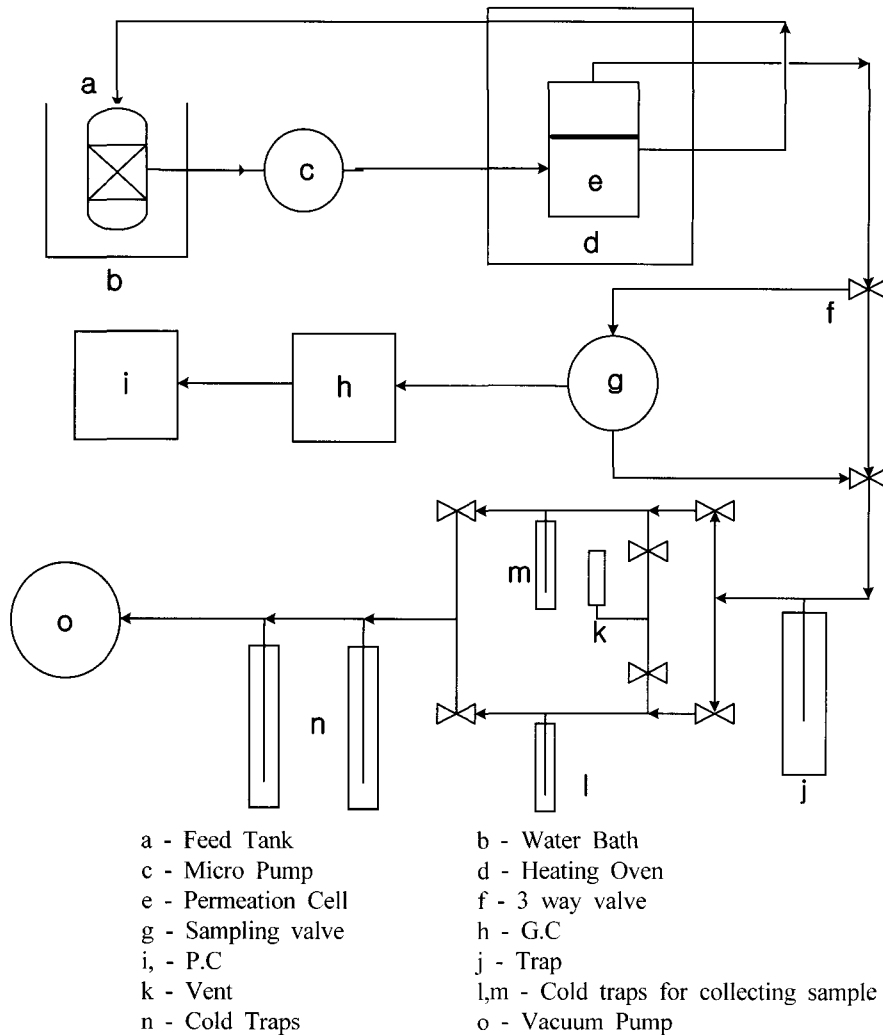 a
b
c
e
d
f
g
h
i
m
k
o
n
l
j
a - Feed Tank
b - Water Bath
c - Micro Pump
d - Heating Oven
e - Permeation Cell
f - 3 way valve
g - Sampling valve
h - G.C
i, - P.C
j - Trap
k - Vent
l,m - Cold traps for collecting sample
n - Cold Traps
o - Vacuum Pump